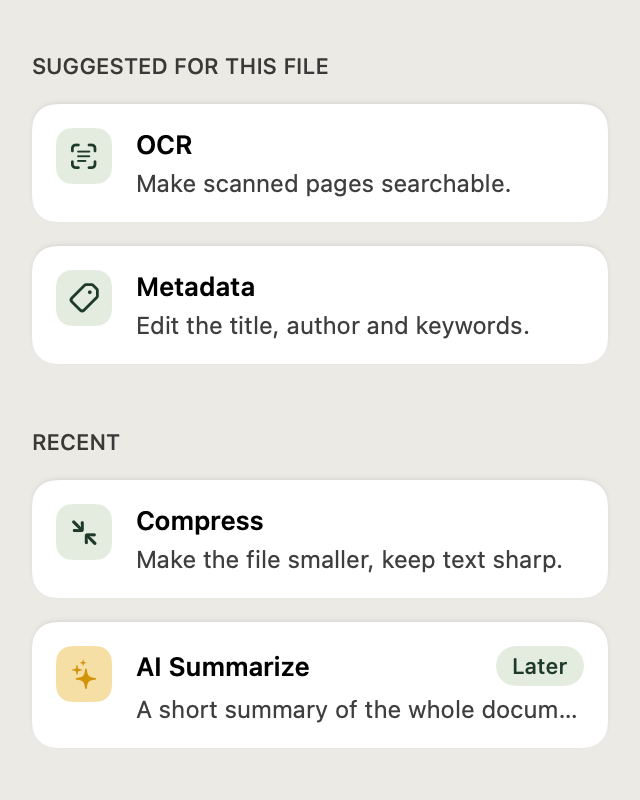 SUGGESTED FOR THIS FILE
OCR
Make scanned pages searchable.
Metadata
Edit the title, author and keywords.
RECENT
Compress
Make the file smaller, keep text sharp.
AI Summarize
Later
A short summary of the whole docum...